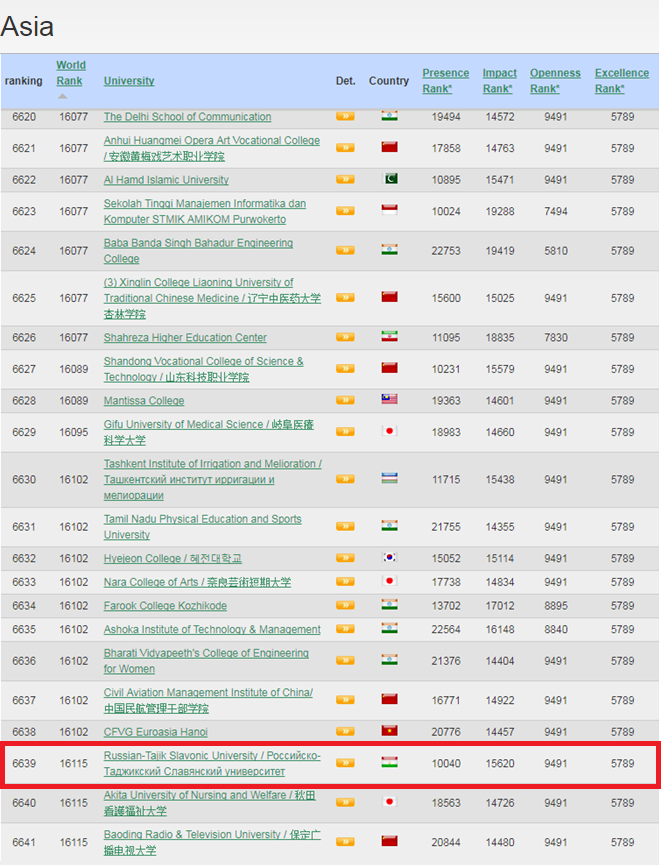 Asia
ranking World Rank University Det. Country Presence Rank* Impact Rank* Openness Rank* Excellence Rank*
6620 16077 The Delhi School of Communication 19494 14572 9491 5789
6621 16077 Anhui Huangmei Opera Art Vocational College
/ 安徽黄梅戏艺术职业学院 17858 14763 9491 5789
6622 16077 Al Hamd Islamic University 10895 15471 9491 5789
6623 16077 Sekolah Tinggi Manajemen Informatika dan
Komputer STMIK AMIKOM Purwokerto 10024 19288 7494 5789
6624 16077 Baba Banda Singh Bahadur Engineering
College 22753 19419 5810 5789
6625 16077 (3) Xinglin College Liaoning University of
Traditional Chinese Medicine / 辽宁中医药大学
杏林学院 15600 15025 9491 5789
6626 16077 Shahreza Higher Education Center 11095 18835 7830 5789
6627 16089 Shandong Vocational College of Science &
Technology / 山东科技职业学院 10231 15579 9491 5789
6628 16089 Mantissa College 19363 14601 9491 5789
6629 16095 Gifu University of Medical Science / 岐阜医療
科学大学 18983 14660 9491 5789
6630 16102 Tashkent Institute of Irrigation and Melioration /
Ташкентский институт ирригации и
мелиорации 11715 15438 9491 5789
6631 16102 Tamil Nadu Physical Education and Sports
University 21755 14355 9491 5789
6632 16102 Hyejeon College / 혜전대학교 15052 15114 9491 5789
6633 16102 Nara College of Arts / 奈良芸術短期大学 17738 14834 9491 5789
6634 16102 Farook College Kozhikode 13702 17012 8895 5789
6635 16102 Ashoka Institute of Technology & Management 22564 16148 8840 5789
6636 16102 Bharati Vidyapeeth's College of Engineering
for Women 21376 14404 9491 5789
6637 16102 Civil Aviation Management Institute of China/
中国民航管理干部学院 16771 14922 9491 5789
6638 16102 CFVG Euroasia Hanoi 20776 14457 9491 5789
6639 16115 Russian-Tajik Slavonic University / Российско-
Таджикский Славянский университет 10040 15620 9491 5789
6640 16115 Akita University of Nursing and Welfare / 秋田
看護福祉大学 18563 14726 9491 5789
6641 16115 Baoding Radio & Television University / 保定广
播电视大学 20844 14480 9491 5789